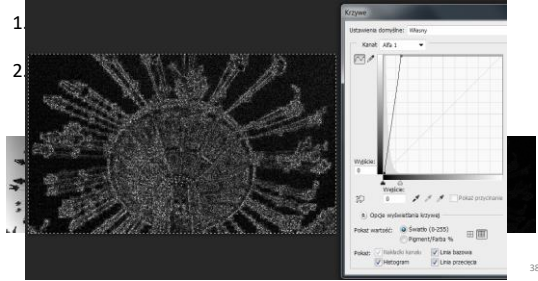 1.
2.
Krzywe
Ustawienia domyślne: Własny
Kanał: Alfa 1
Wyjście:
0
Wejście:
0
Pokaż przycinanie
Opcje wyświetlania krzywej
Pokaż wartość: Światło (0-255)
Pigment/Farba %
Pokaż: Nakładki kanału Linia bazowa
Histogram Linia przecięcia
38